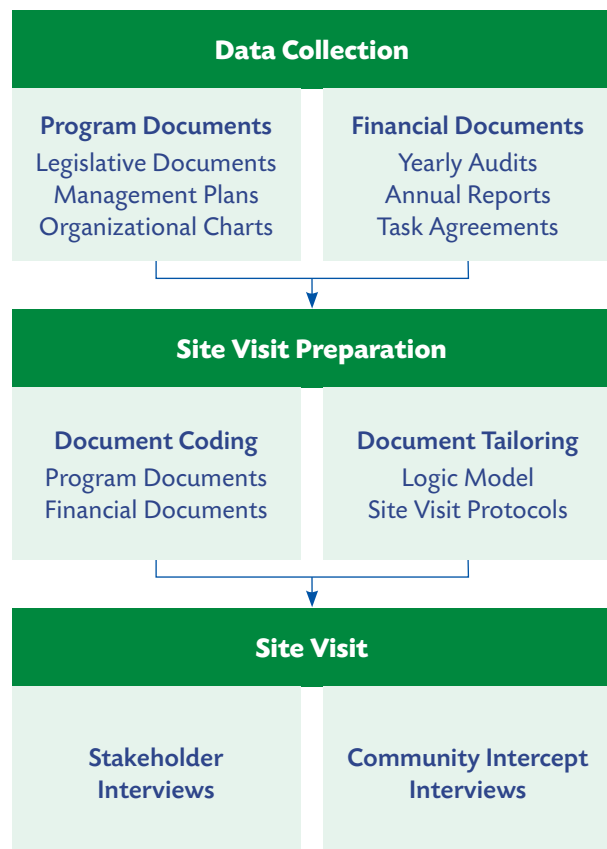 Data Collection
Program Documents
Legislative Documents
Management Plans
Organizational Charts
Financial Documents
Yearly Audits
Annual Reports
Task Agreements
Site Visit Preparation
Document Coding
Program Documents
Financial Documents
Document Tailoring
Logic Model
Site Visit Protocols
Site Visit
Stakeholder
Interviews
Community Intercept
Interviews